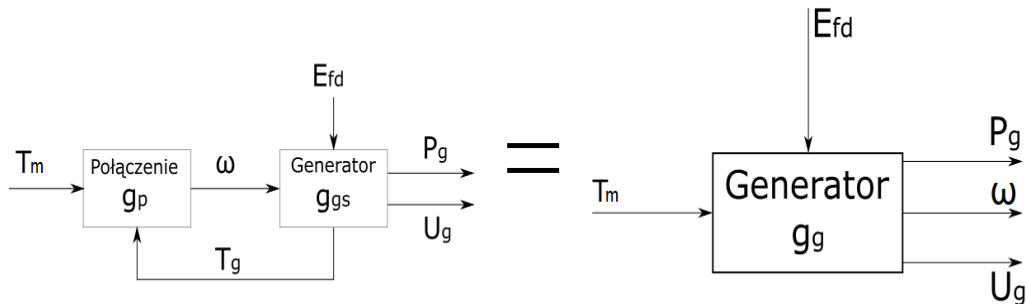 Efd
Tm
Połączenie
gp
ω
Generator
ggs
Pg
Ug
Tg
=
Efd
Tm
Generator
gg
Pg
ω
Ug